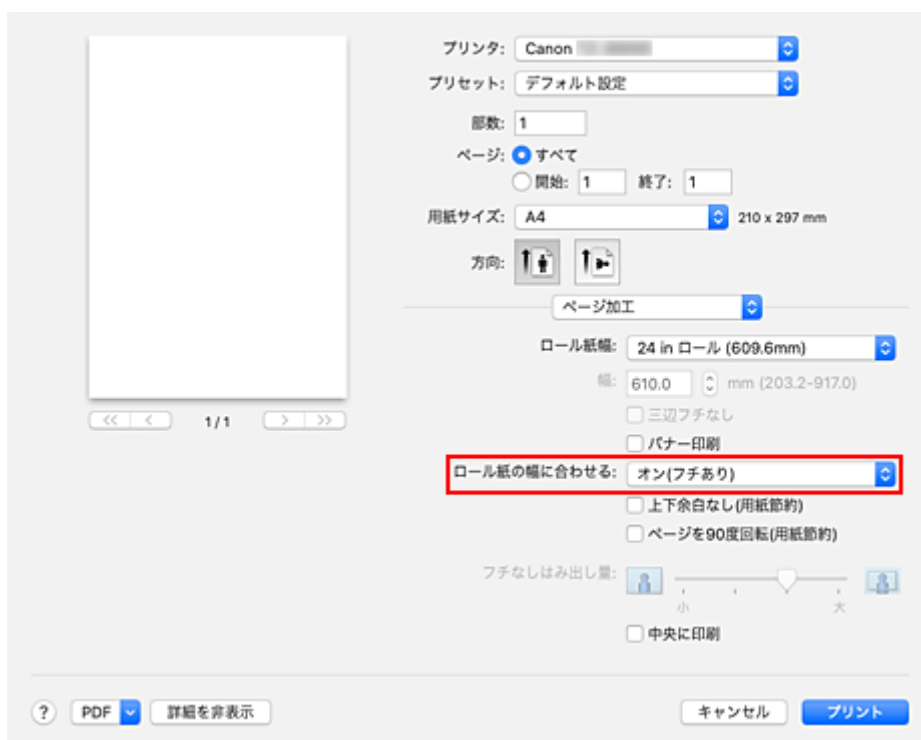 プリンタ: Canon
プリセット: デフォルト設定
部数: 1
ページ: すべて
開始: 1 終了: 1
用紙サイズ: A4 210 x 297 mm
方向:
ページ加工
ロール紙幅: 24 in ロール (609.6mm)
幅: 610.0 mm (203.2-917.0)
三辺フチなし
バナー印刷
<< < 1 / 1 > >>
ロール紙の幅に合わせる: オン(フチあり)
上下余白なし(用紙節約)
ページを90度回転(用紙節約)
フチなしはみ出し量:
小 大
中央に印刷
? PDF 詳細を非表示 キャンセル プリント